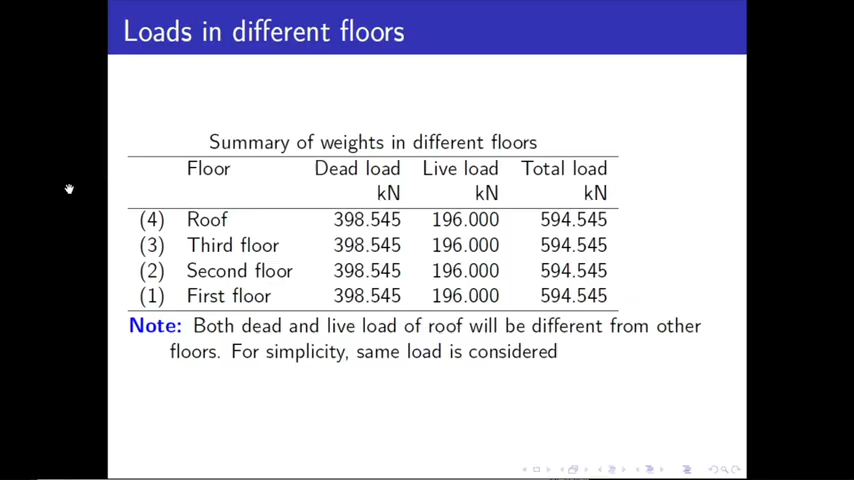 Loads in different floors
Summary of weights in different floors
Floor Dead load Live load Total load
kN kN kN
(4) Roof 398.545 196.000 594.545
(3) Third floor 398.545 196.000 594.545
(2) Second floor 398.545 196.000 594.545
(1) First floor 398.545 196.000 594.545
Note: Both dead and live load of roof will be different from other
floors. For simplicity, same load is considered